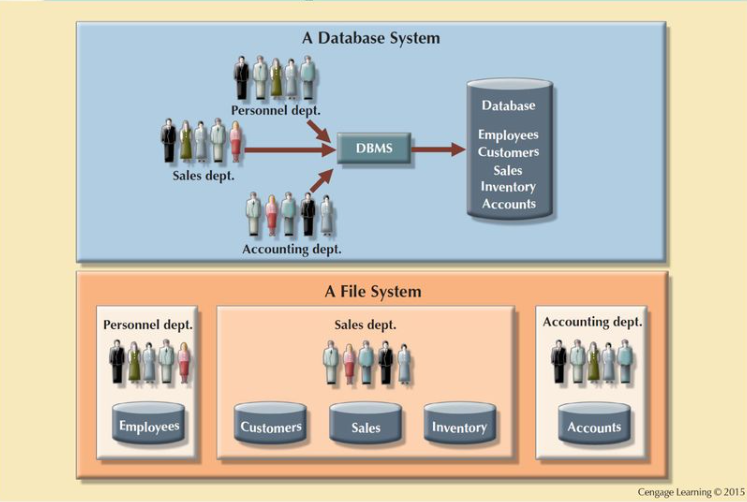 A Database System
Personnel dept.
Sales dept.
Accounting dept.
DBMS
Database
Employees
Customers
Sales
Inventory
Accounts
A File System
Personnel dept.
Employees
Sales dept.
Customers
Sales
Inventory
Accounting dept.
Accounts
Cengage Learning © 2015